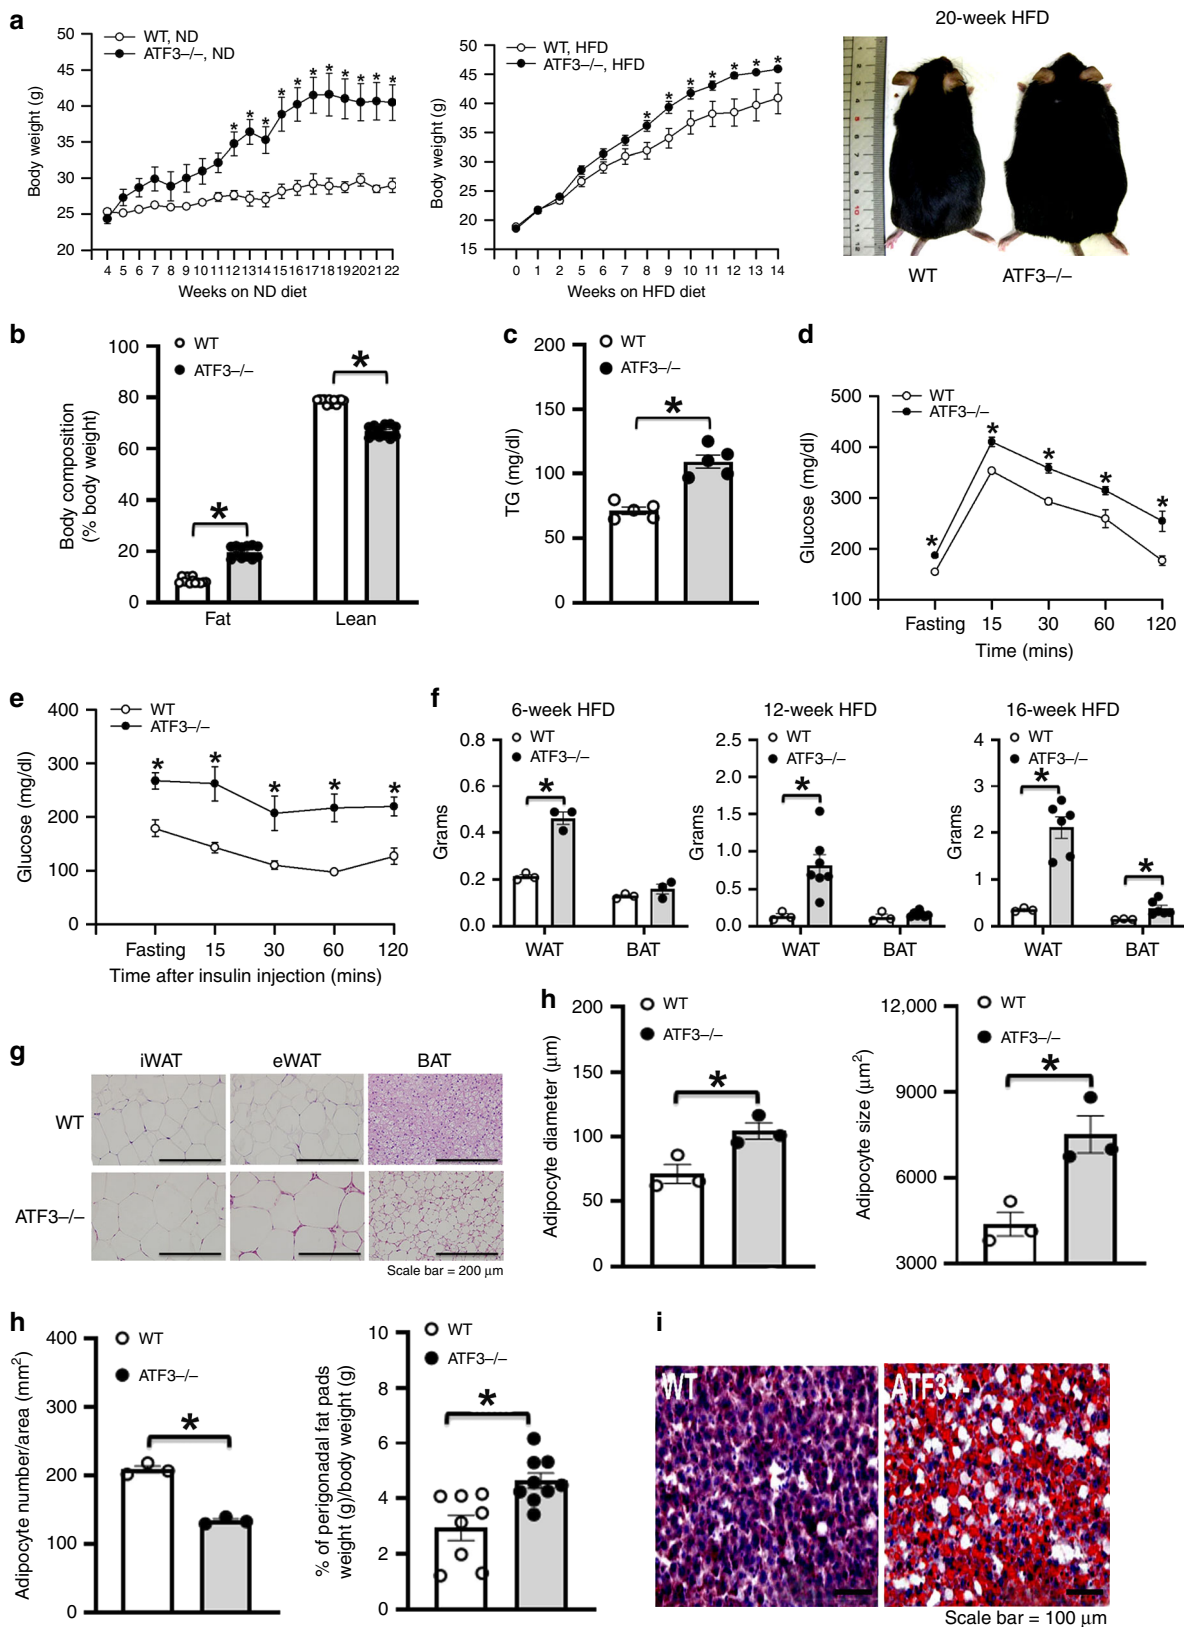 a
WT, ND
ATF3–/–, ND
Body weight (g)
50
45
40
35
30
25
20
4 5 6 7 8 9 10 11 12 13 14 15 16 17 18 19 20 21 22
Weeks on ND diet
WT, HFD
ATF3–/–, HFD
Body weight (g)
50
45
40
35
30
25
20
15
0 1 2 5 6 7 8 9 10 11 12 13 14
Weeks on HFD diet
20-week HFD
WT ATF3–/–
b
WT
ATF3–/–
Body composition
(% body weight)
100
80
60
40
20
0
Fat Lean
c
WT
ATF3–/–
TG (mg/dl)
200
150
100
50
0
d
WT
ATF3–/–
Glucose (mg/dl)
500
400
300
200
100
Fasting 15 30 60 120
Time (mins)
e
WT
ATF3–/–
Glucose (mg/dl)
400
300
200
100
0
Fasting 15 30 60 120
Time after insulin injection (mins)
f
6-week HFD
WT
ATF3–/–
Grams
0.8
0.6
0.4
0.2
0.0
WAT BAT
12-week HFD
WT
ATF3–/–
Grams
2.5
2.0
1.5
1.0
0.5
0.0
WAT BAT
16-week HFD
WT
ATF3–/–
Grams
4
3
2
1
0
WAT BAT
g
iWAT eWAT BAT
WT
ATF3–/–
Scale bar = 200 μm
h
WT
ATF3–/–
Adipocyte diameter (μm)
200
150
100
50
0
WT
ATF3–/–
Adipocyte size (μm²)
12,000
9000
6000
3000
h
WT
ATF3–/–
Adipocyte number/area (mm²)
400
300
200
100
0
WT
ATF3–/–
% of perigonadal fat pads
weight (g)/body weight (g)
10
8
6
4
2
0
i
WT
ATF3–/–
Scale bar = 100 μm